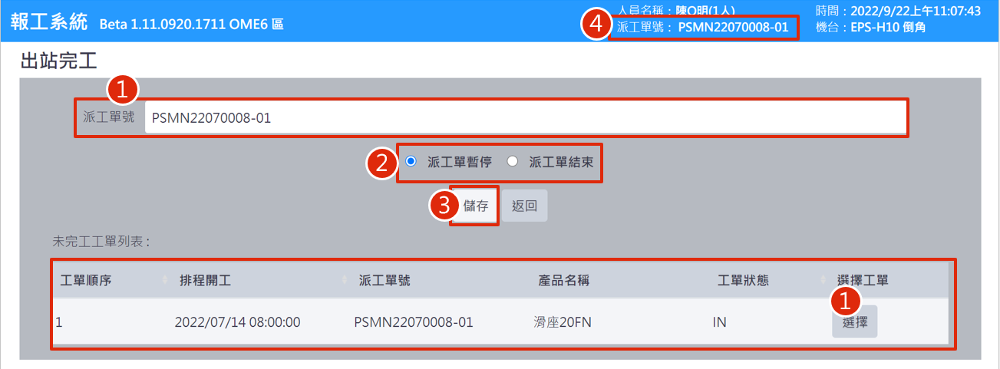 報工系統 Beta 1.11.0920.1711 OME6 區
人員名稱：陳O明(1人)
時間：2022/9/22上午11:07:43
4 派工單號： PSMN22070008-01
機台：EPS-H10 倒角
出站完工
1
派工單號 PSMN22070008-01
2 派工單暫停 派工單結束
3 儲存 返回
未完工工單列表 :
工單順序 排程開工 派工單號 產品名稱 工單狀態 選擇工單
1
1 2022/07/14 08:00:00 PSMN22070008-01 滑座20FN IN 選擇